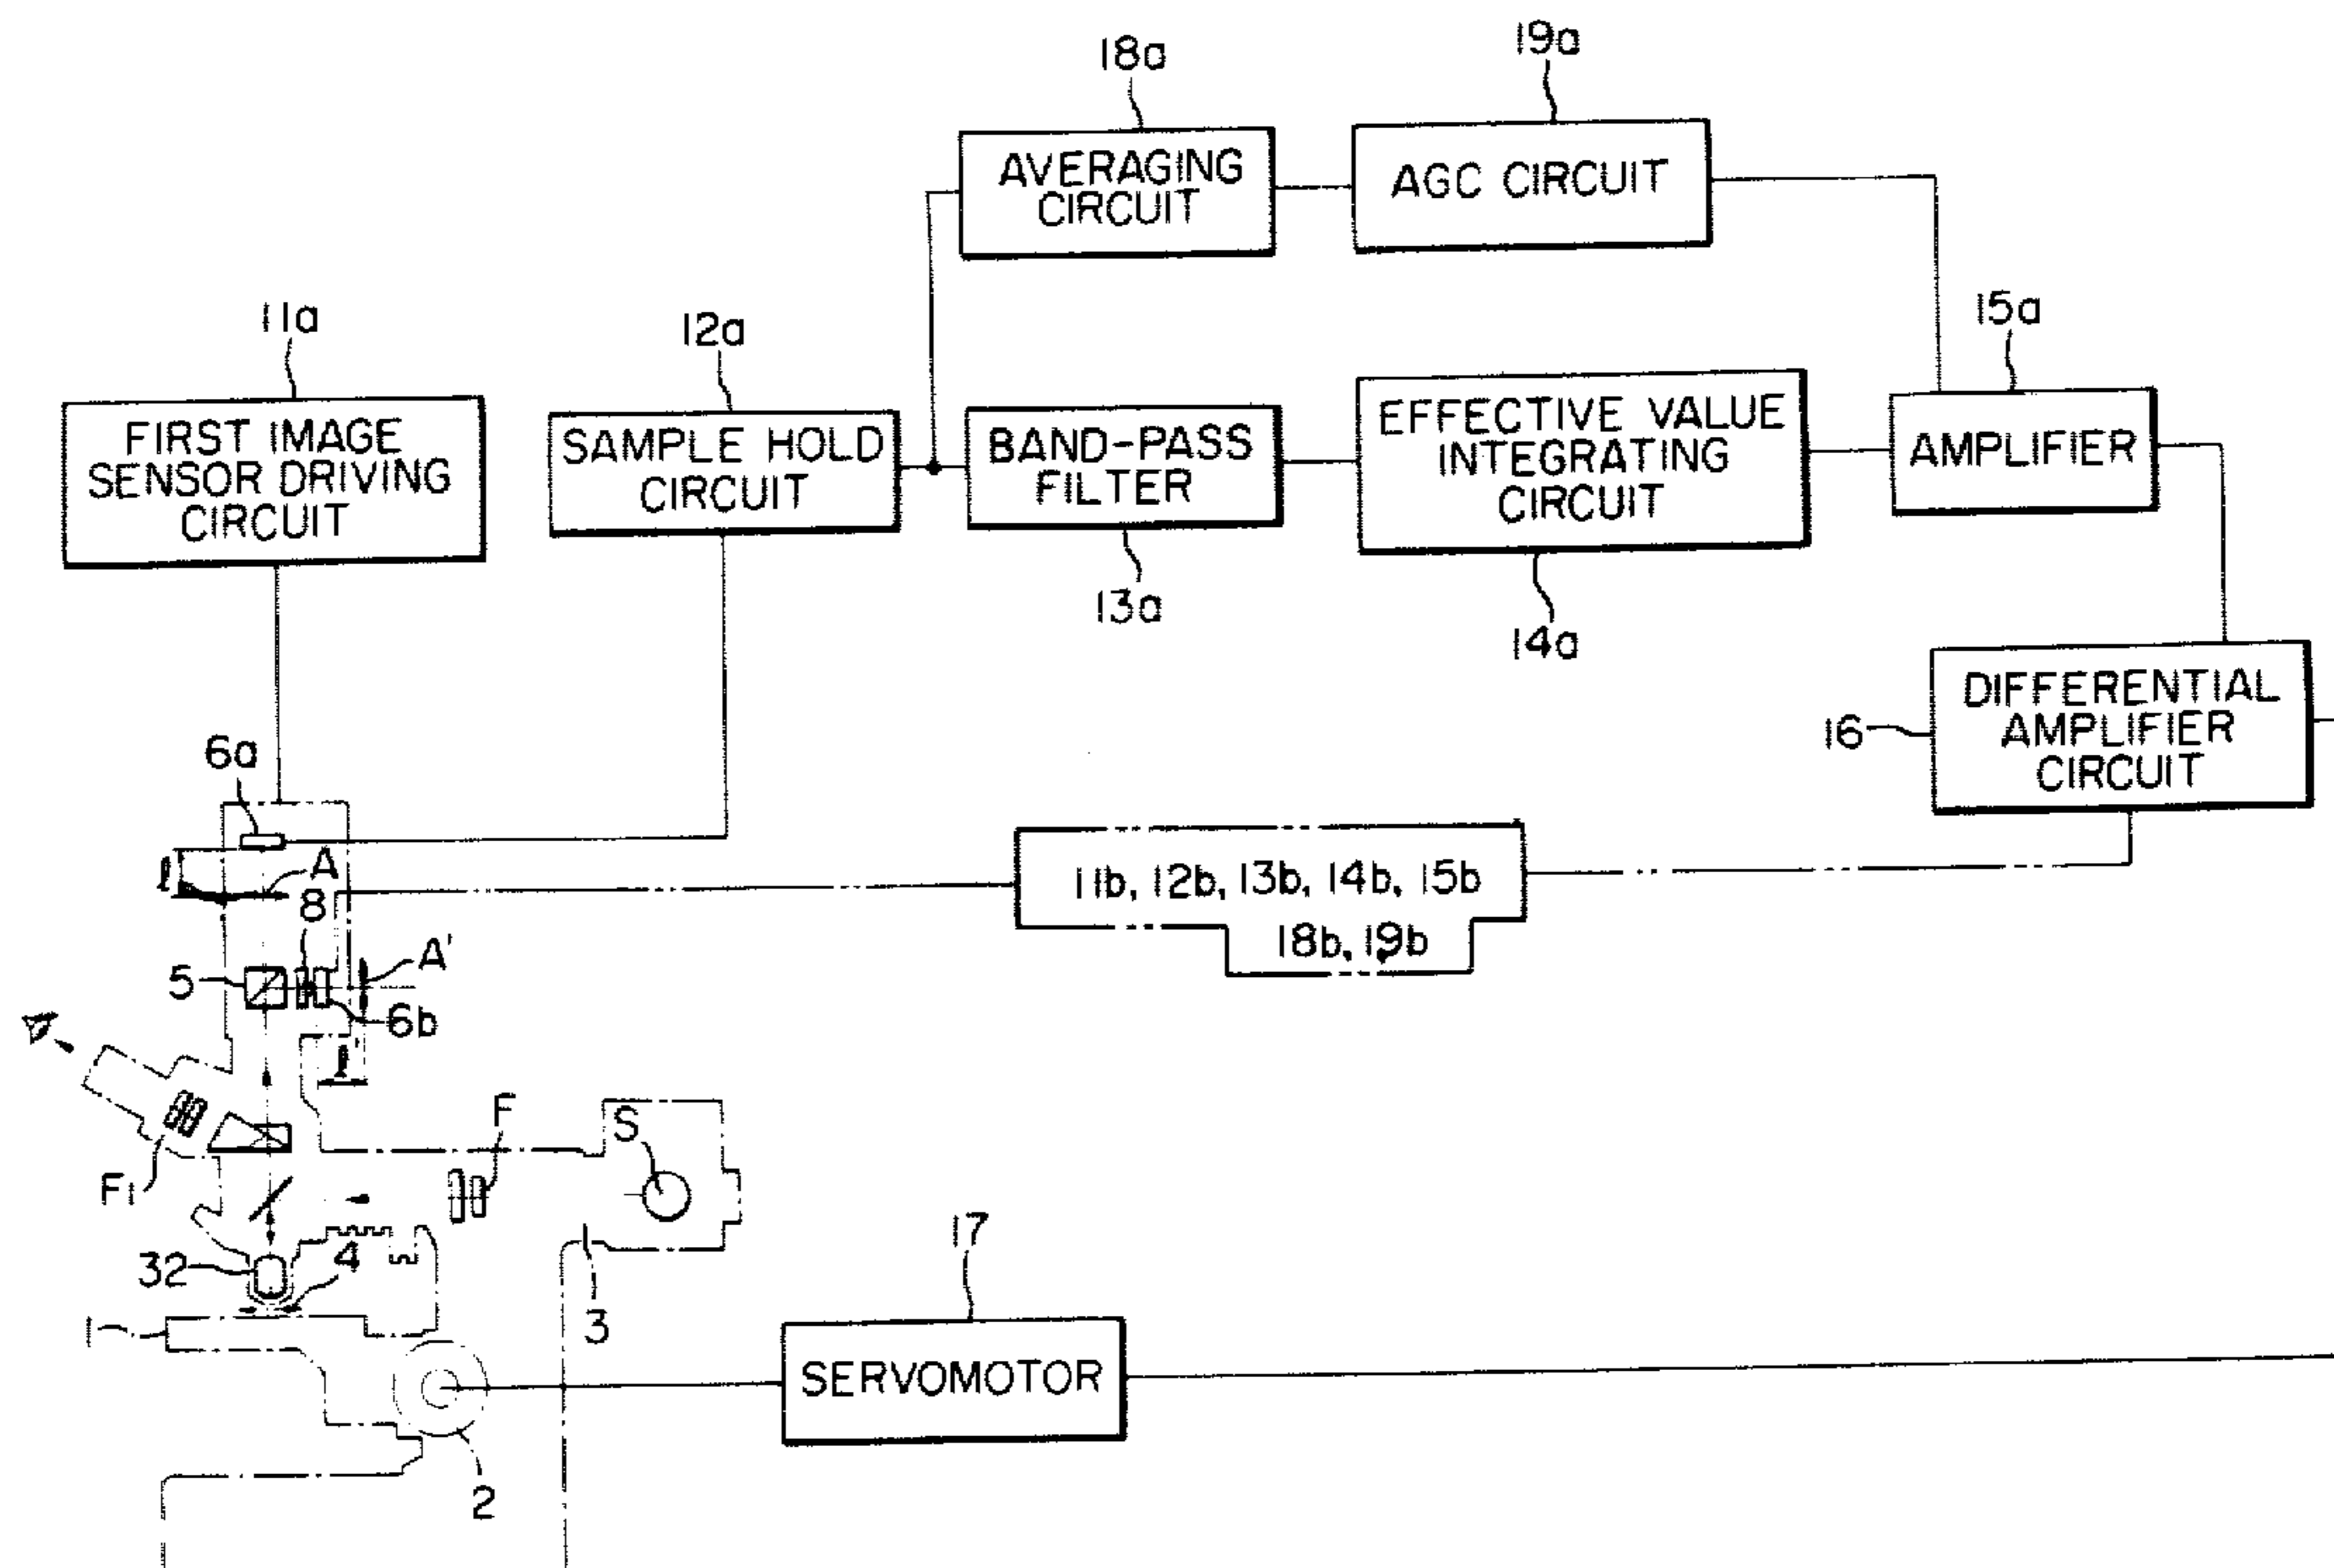 18a
19a
AVERAGING
CIRCUIT
AGC CIRCUIT
11a
12a
15a
FIRST IMAGE
SENSOR DRIVING
CIRCUIT
SAMPLE HOLD
CIRCUIT
BAND-PASS
FILTER
EFFECTIVE VALUE
INTEGRATING
CIRCUIT
AMPLIFIER
13a
14a
16
DIFFERENTIAL
AMPLIFIER
CIRCUIT
6a
l
A
8
11b, 12b, 13b, 14b, 15b
18b, 19b
5
A'
6b
l'
F1
F
S
32
4
1
3
17
SERVOMOTOR
2